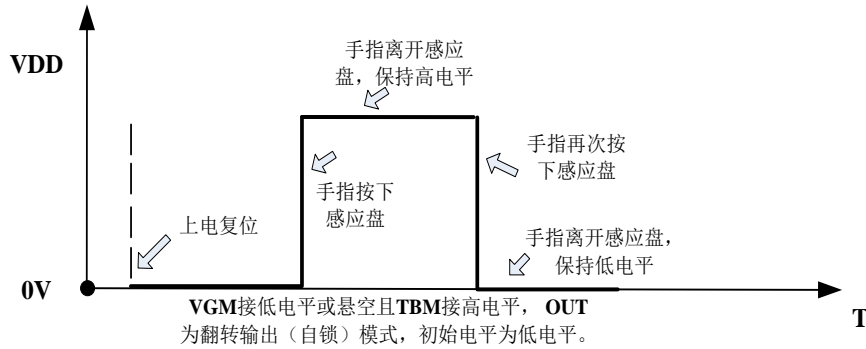 VDD
手指离开感应
盘，保持高电平
手指再次按
下感应盘
手指按下
感应盘
上电复位
手指离开感应盘，
保持低电平
0V
T
VGM接低电平或悬空且TBM接高电平， OUT
为翻转输出（自锁）模式，初始电平为低电平。